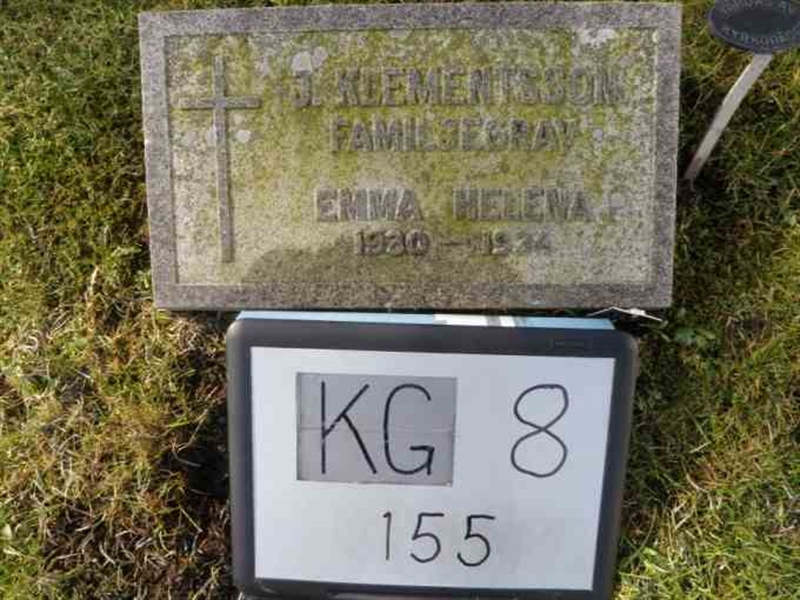 J. KLEMENTSSON
FAMILJEGRAV
EMMA HELENA
1930 – 1934
KG 8
155